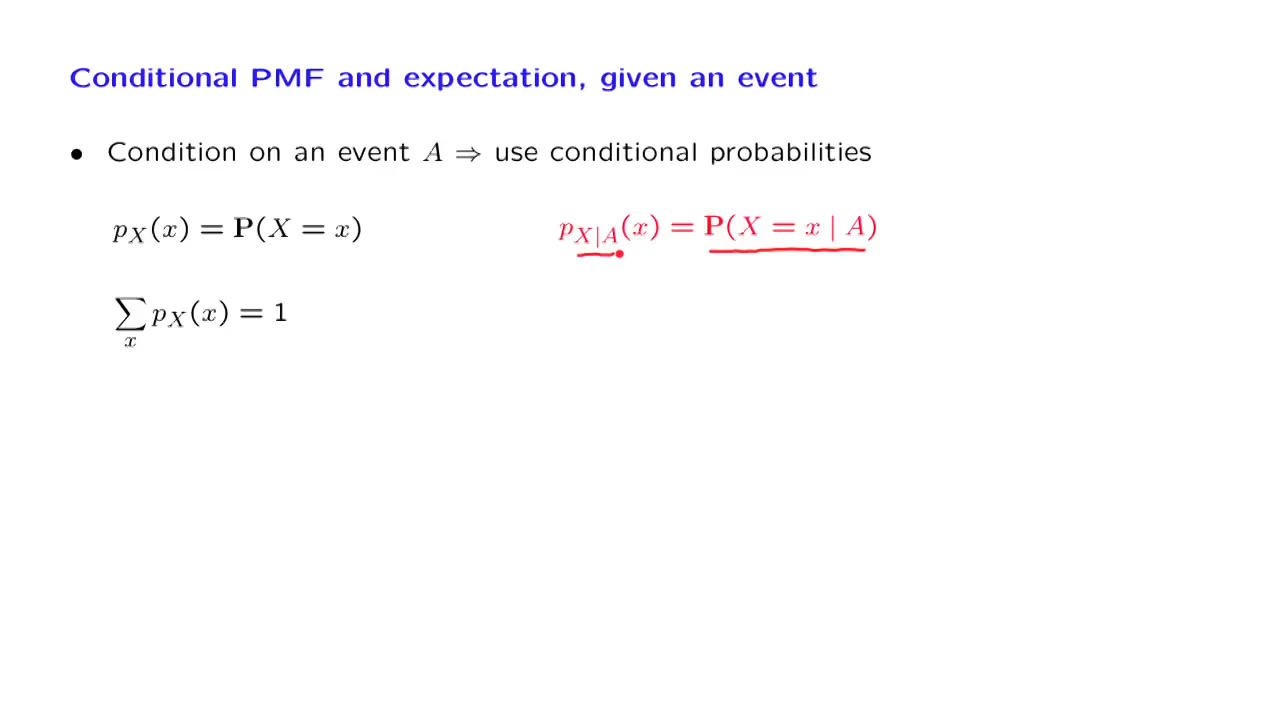 Conditional PMF and expectation, given an event
• Condition on an event A ⇒ use conditional probabilities
p_X(x) = P(X = x) p_{X|A}(x) = P(X = x | A)
∑_x p_X(x) = 1